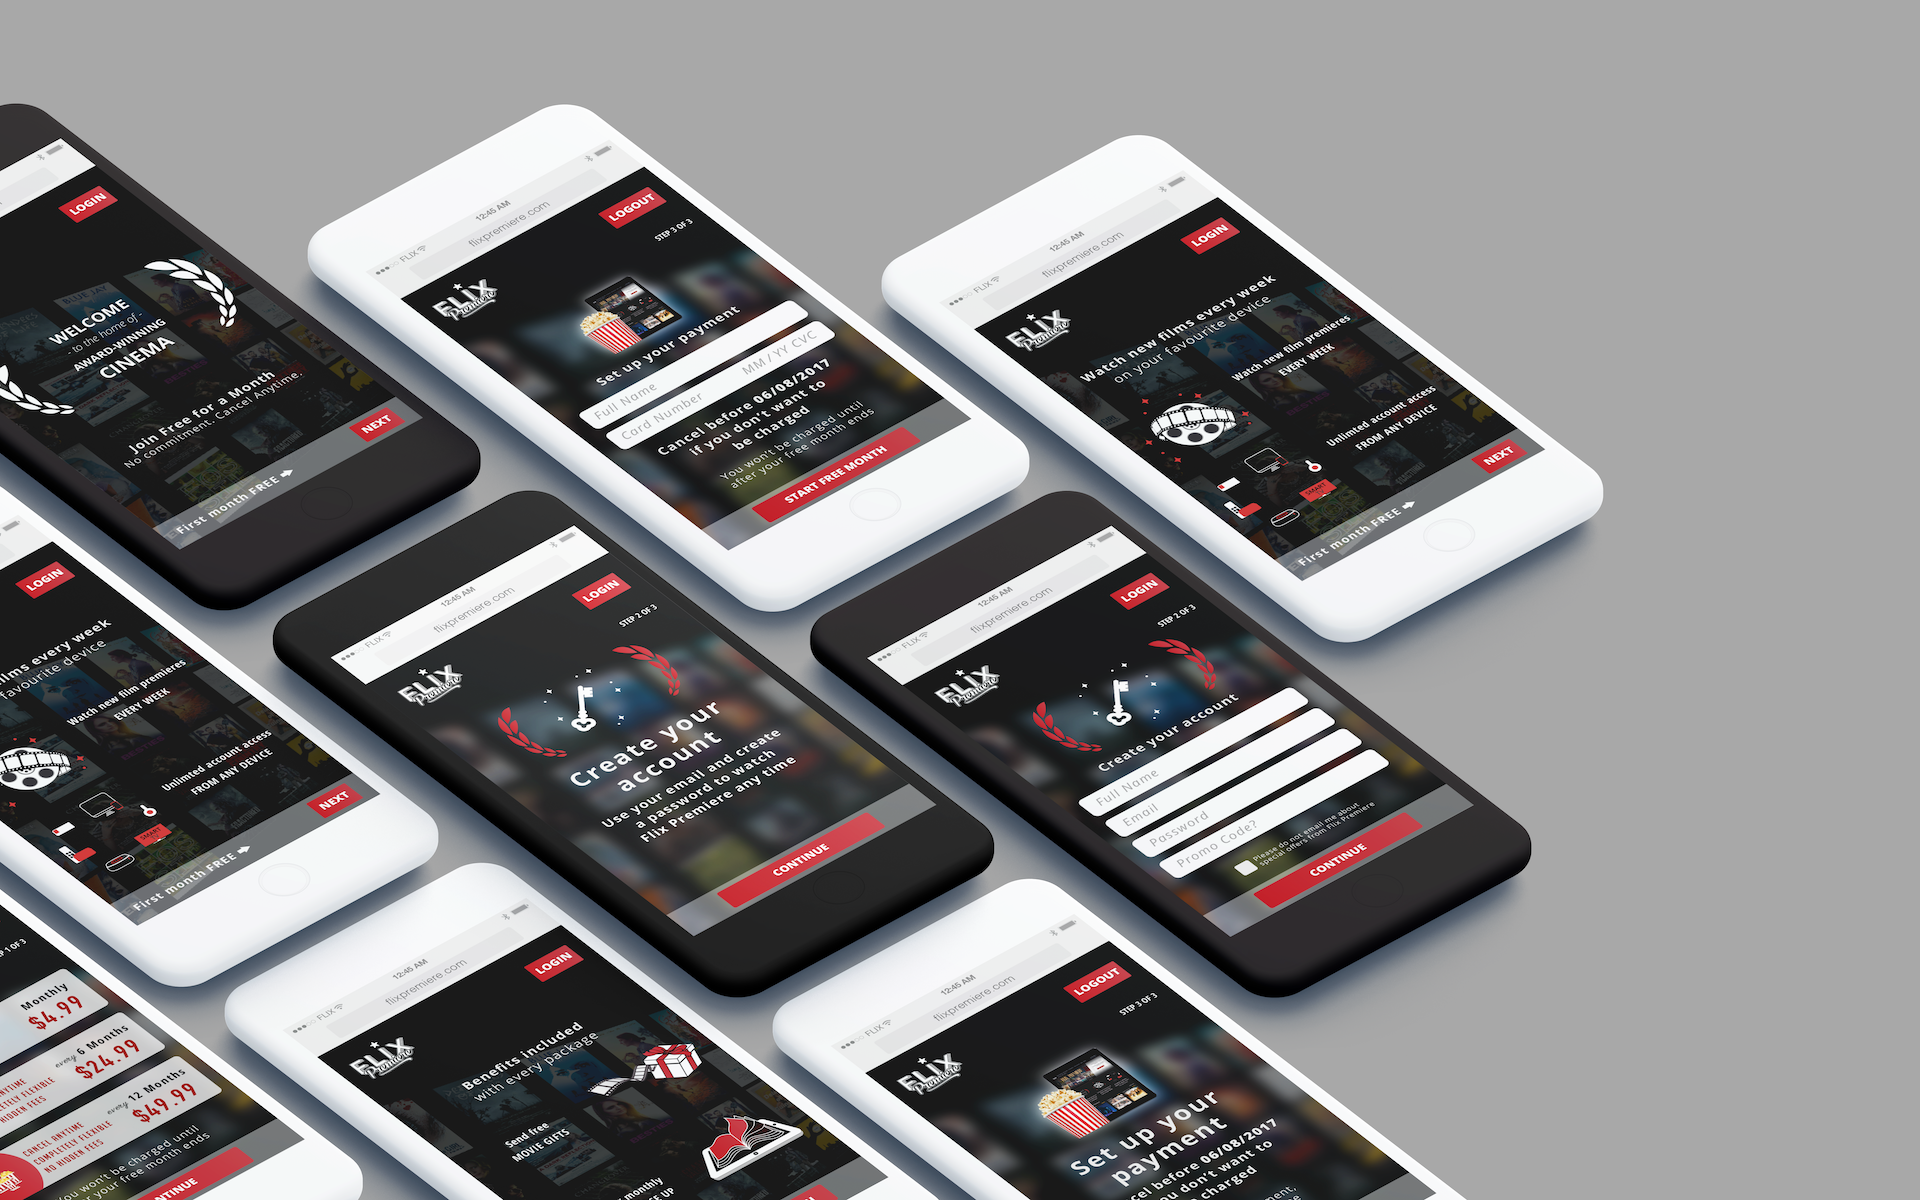 LOGIN
WELCOME
- to the home of -
AWARD-WINNING
CINEMA
Join Free for a Month
No commitment. Cancel Anytime.
NEXT
First month FREE
FLIX
12:45 AM
flixpremiere.com
LOGOUT
STEP 3 OF 3
FLiX
Premiere
Set up your payment
Full Name
Card Number
MM / YY CVC
Cancel before 06/08/2017
if you don't want to
be charged
You won't be charged until
after your free month ends
START FREE MONTH
FLIX
12:45 AM
flixpremiere.com
LOGIN
FLiX
Premiere
Watch new films every week
on your favourite device
Watch new film premieres
EVERY WEEK
Unlimted account access
FROM ANY DEVICE
SMART
NEXT
First month FREE
LOGIN
films every week
favourite device
Watch new film premieres
EVERY WEEK
Unlimted account access
FROM ANY DEVICE
SMART
NEXT
First month FREE
FLIX
12:45 AM
flixpremiere.com
LOGIN
STEP 2 OF 3
FLiX
Premiere
Create your
account
Use your email and create
a password to watch
Flix Premiere any time
CONTINUE
FLIX
12:45 AM
flixpremiere.com
LOGIN
STEP 2 OF 3
FLiX
Premiere
Create your account
Full Name
Email
Password
Promo Code?
Please do not email me about
special offers from Flix Premiere
CONTINUE
STEP 1 OF 3
Monthly
$4.99
every 6 Months
$24.99
ANYTIME
COMPLETELY FLEXIBLE
HIDDEN FEES
every 12 Months
$49.99
CANCEL ANYTIME
COMPLETELY FLEXIBLE
NO HIDDEN FEES
You won't be charged until
your free month ends
CONTINUE
FLIX
12:45 AM
flixpremiere.com
LOGIN
FLiX
Premiere
Benefits included
with every package
Send free
MOVIE GIFTS
monthly
UP
FLIX
12:45 AM
flixpremiere.com
LOGOUT
STEP 3 OF 3
FLiX
Premiere
Set up your
payment
Cancel before 06/08/2017
if you don't want to
be charged